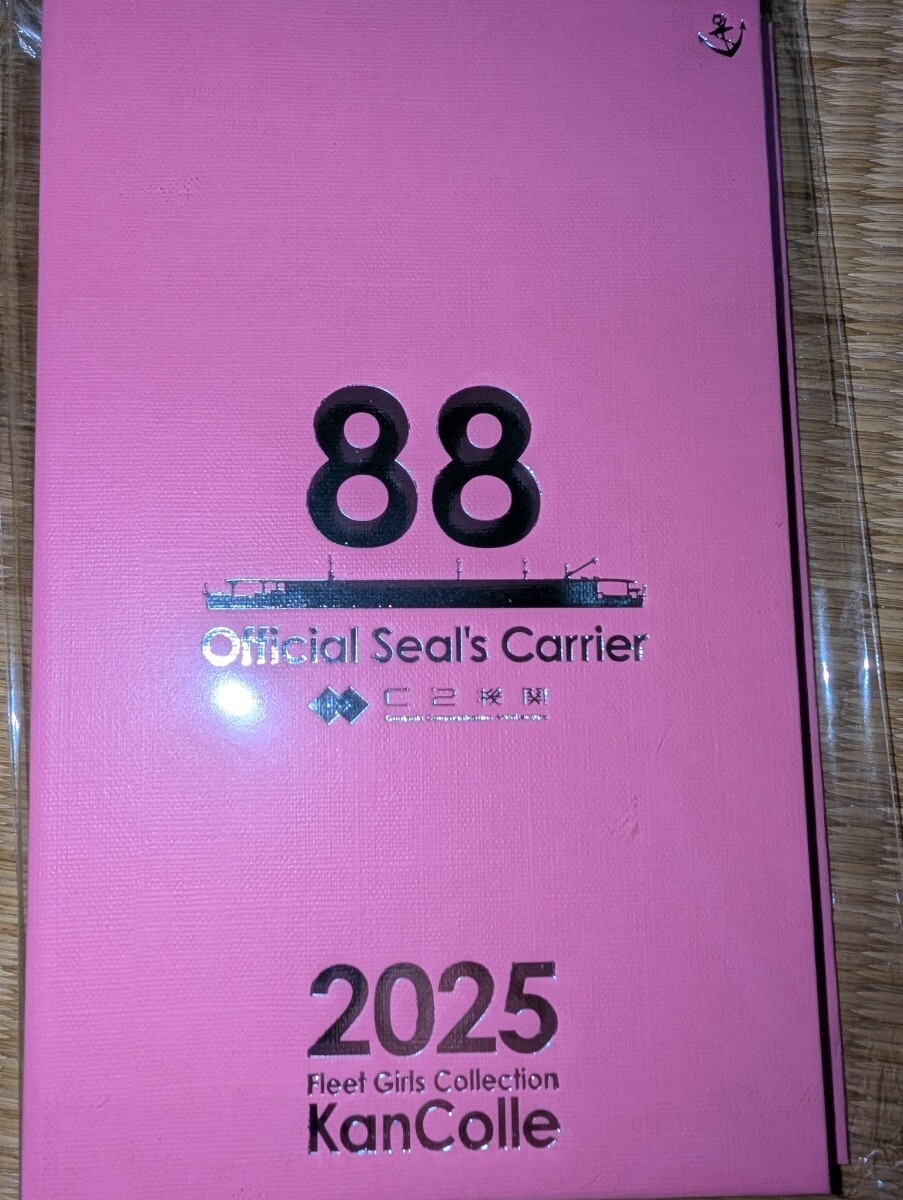 88
Official Seal's Carrier
C2機関
2025
Fleet Girls Collection
KanColle